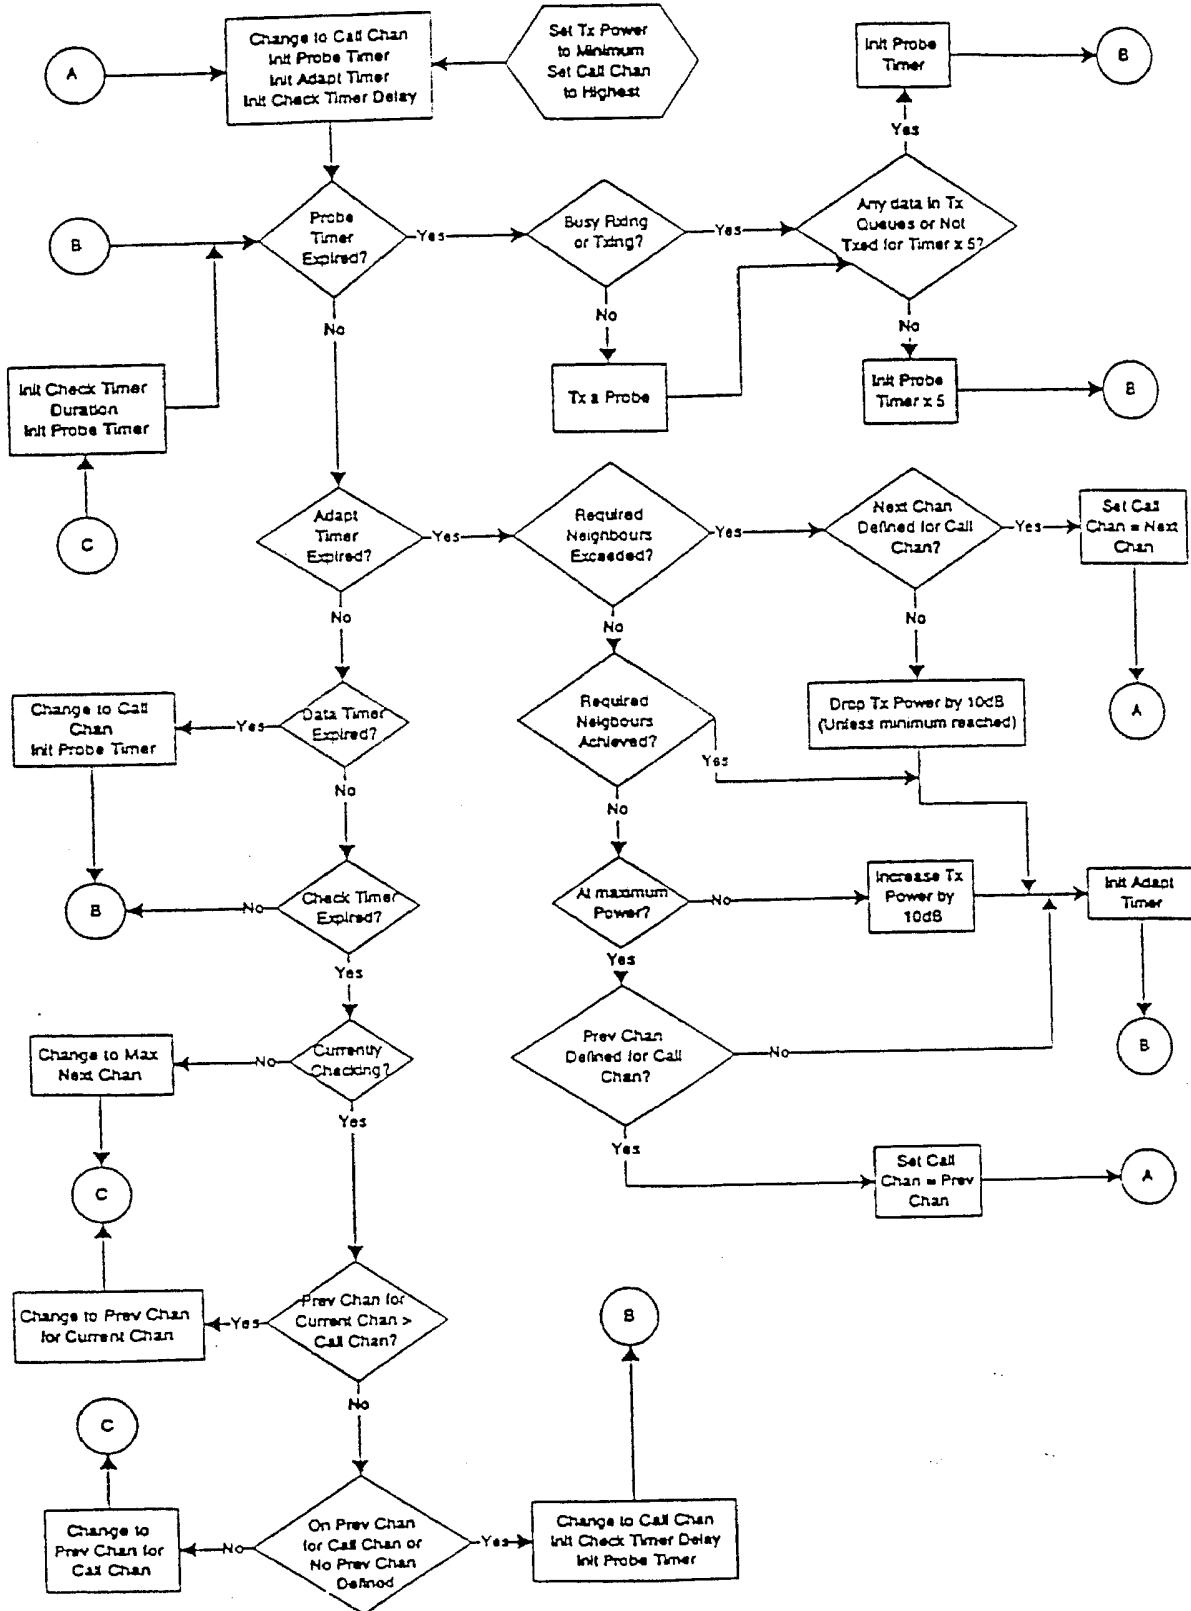 A
Change to Call Chan
Init Probe Timer
Init Adapt Timer
Init Check Timer Delay
Set Tx Power
to Minimum
Set Call Chan
to Highest
Init Probe
Timer
B
Yes
B
Probe
Timer
Expired?
Yes
Busy Rxing
or Txing?
Yes
Any data in Tx
Queues or Not
Txed for Timer x 5?
No
No
No
Init Check Timer
Duration
Init Probe Timer
Tx a Probe
Init Probe
Timer x 5
B
C
Adapt
Timer
Expired?
Yes
Required
Neighbours
Exceeded?
Yes
Next Chan
Defined for Call
Chan?
Yes
Set Call
Chan = Next
Chan
No
No
No
Change to Call
Chan
Init Probe Timer
Yes
Data Timer
Expired?
Required
Neigbours
Achieved?
Yes
Drop Tx Power by 10dB
(Unless minimum reached)
A
No
No
B
No
Check Timer
Expired?
At maximum
Power?
No
Increase Tx
Power by
10dB
Init Adapt
Timer
Yes
Yes
Change to Max
Next Chan
No
Currently
Checking?
Prev Chan
Defined for Call
Chan?
No
B
Yes
Yes
C
Set Call
Chan = Prev
Chan
A
Change to Prev Chan
for Current Chan
Yes
Prev Chan for
Current Chan >
Call Chan?
B
No
C
Change to
Prev Chan for
Call Chan
No
On Prev Chan
for Call Chan or
No Prev Chan
Defined
Yes
Change to Call Chan
Init Check Timer Delay
Init Probe Timer